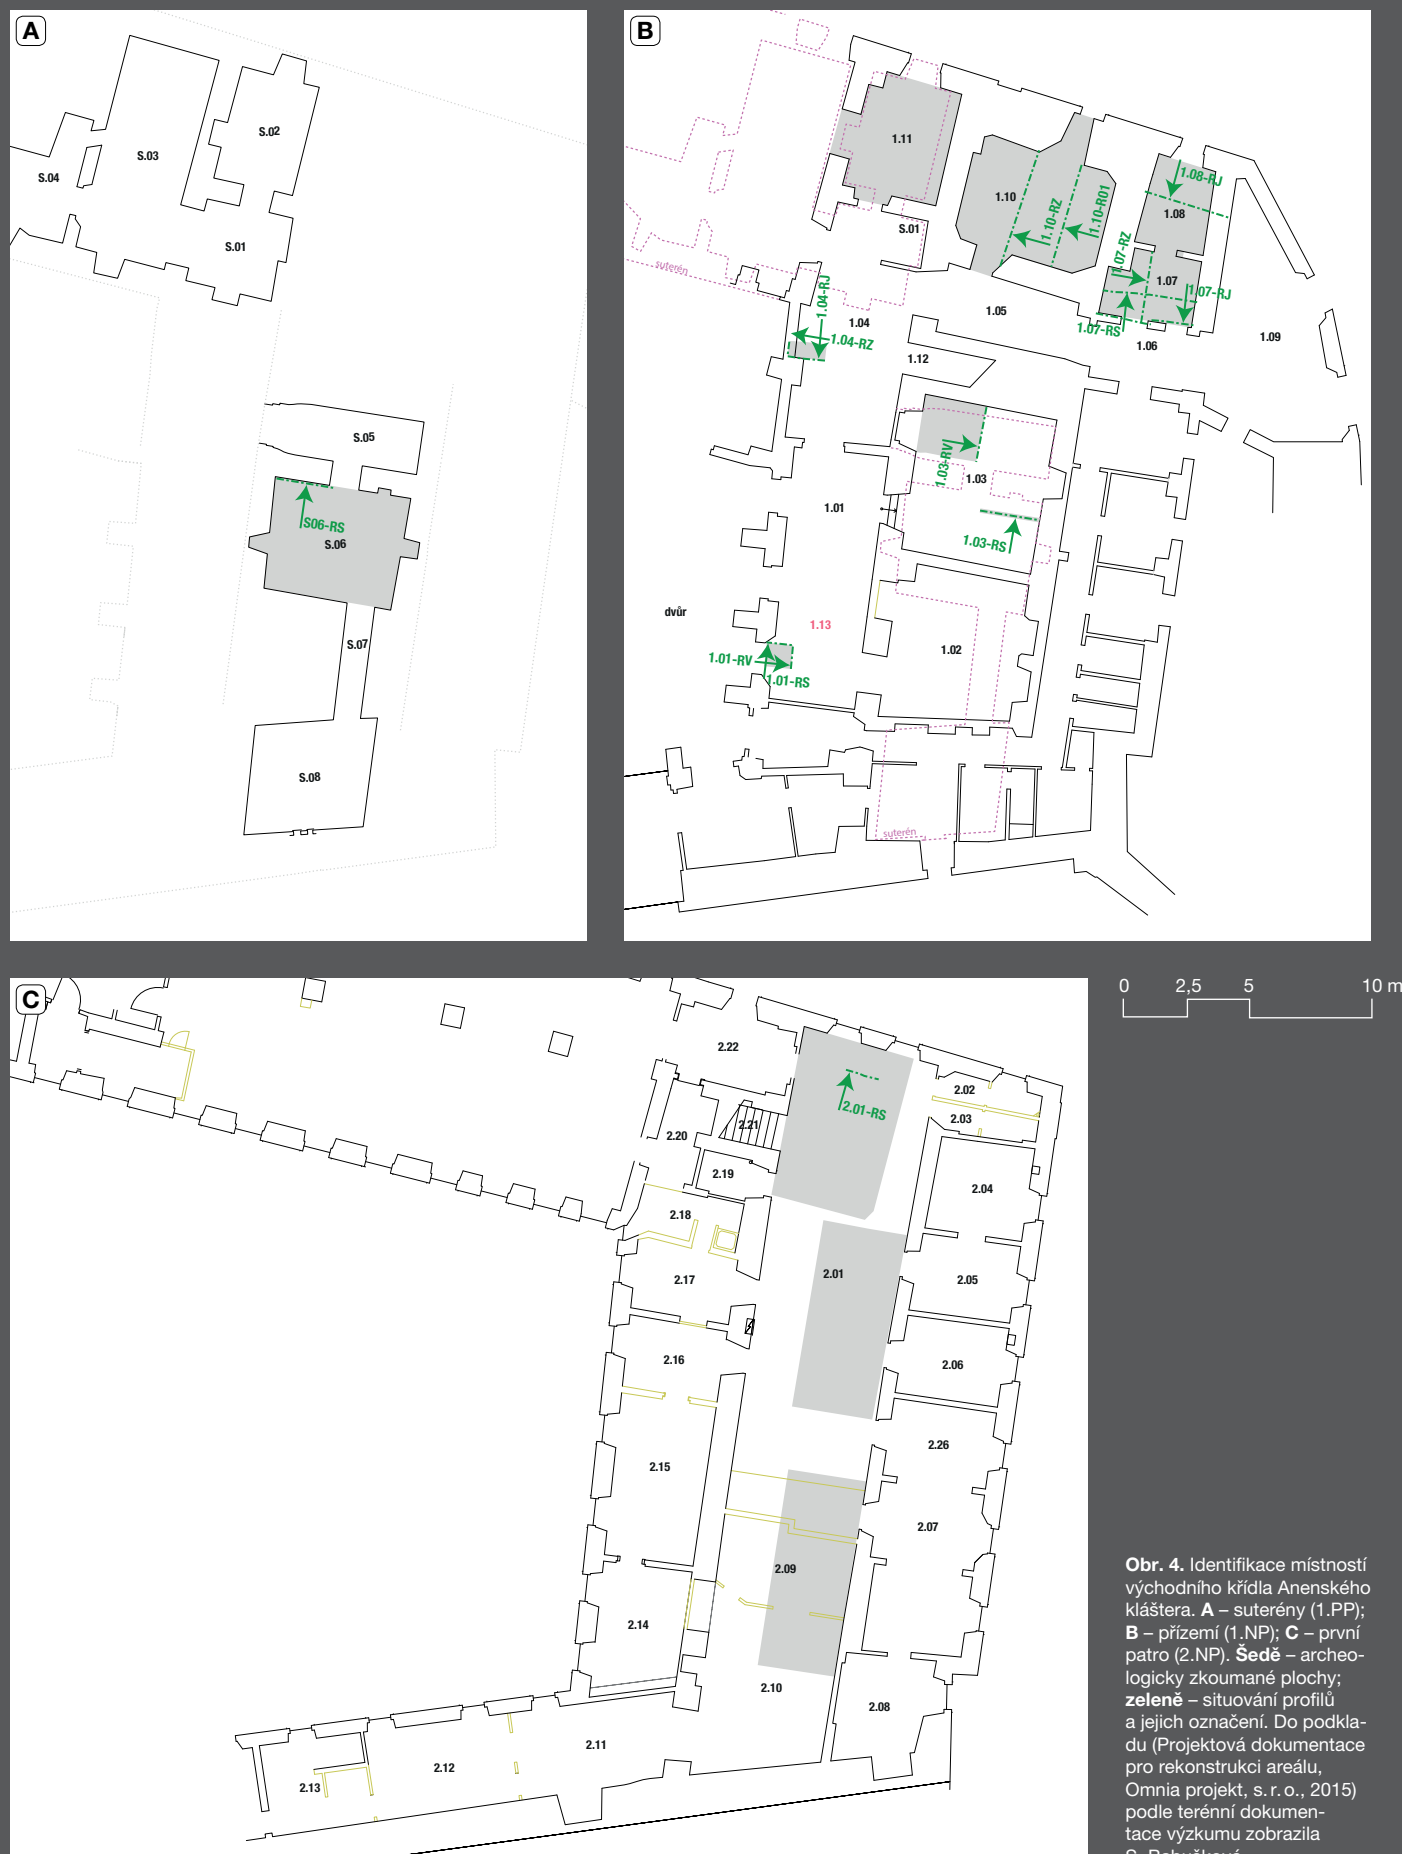 A
S.02
S.03
S.04
S.01
S.05
S06-RS
S.06
S.07
S.08
B
1.11
1.10
1.10-RZ
1.10-R01
1.08-RJ
1.08
S.01
suterén
1.07-RZ
1.07
1.07-RJ
1.07-RS
1.04-RJ
1.04
1.04-RZ
1.05
1.06
1.09
1.12
1.03-RV
1.03
1.01
1.03-RS
dvůr
1.13
1.02
1.01-RV
1.01-RS
suterén
C
0 2,5 5 10 m
2.22
2.02
2.01-RS
2.03
2.21
2.20
2.19
2.04
2.18
2.01
2.17
2.05
2.16
2.06
2.26
2.15
2.07
2.09
2.14
2.10
2.08
2.11
2.12
2.13
Obr. 4. Identifikace místností
východního křídla Anenského
kláštera. A – suterény (1.PP);
B – přízemí (1.NP); C – první
patro (2.NP). Šedě – archeo-
logicky zkoumané plochy;
zeleně – situování profilů
a jejich označení. Do podkla-
du (Projektová dokumentace
pro rekonstrukci areálu,
Omnia projekt, s. r. o., 2015)
podle terénní dokumen-
tace výzkumu zobrazila